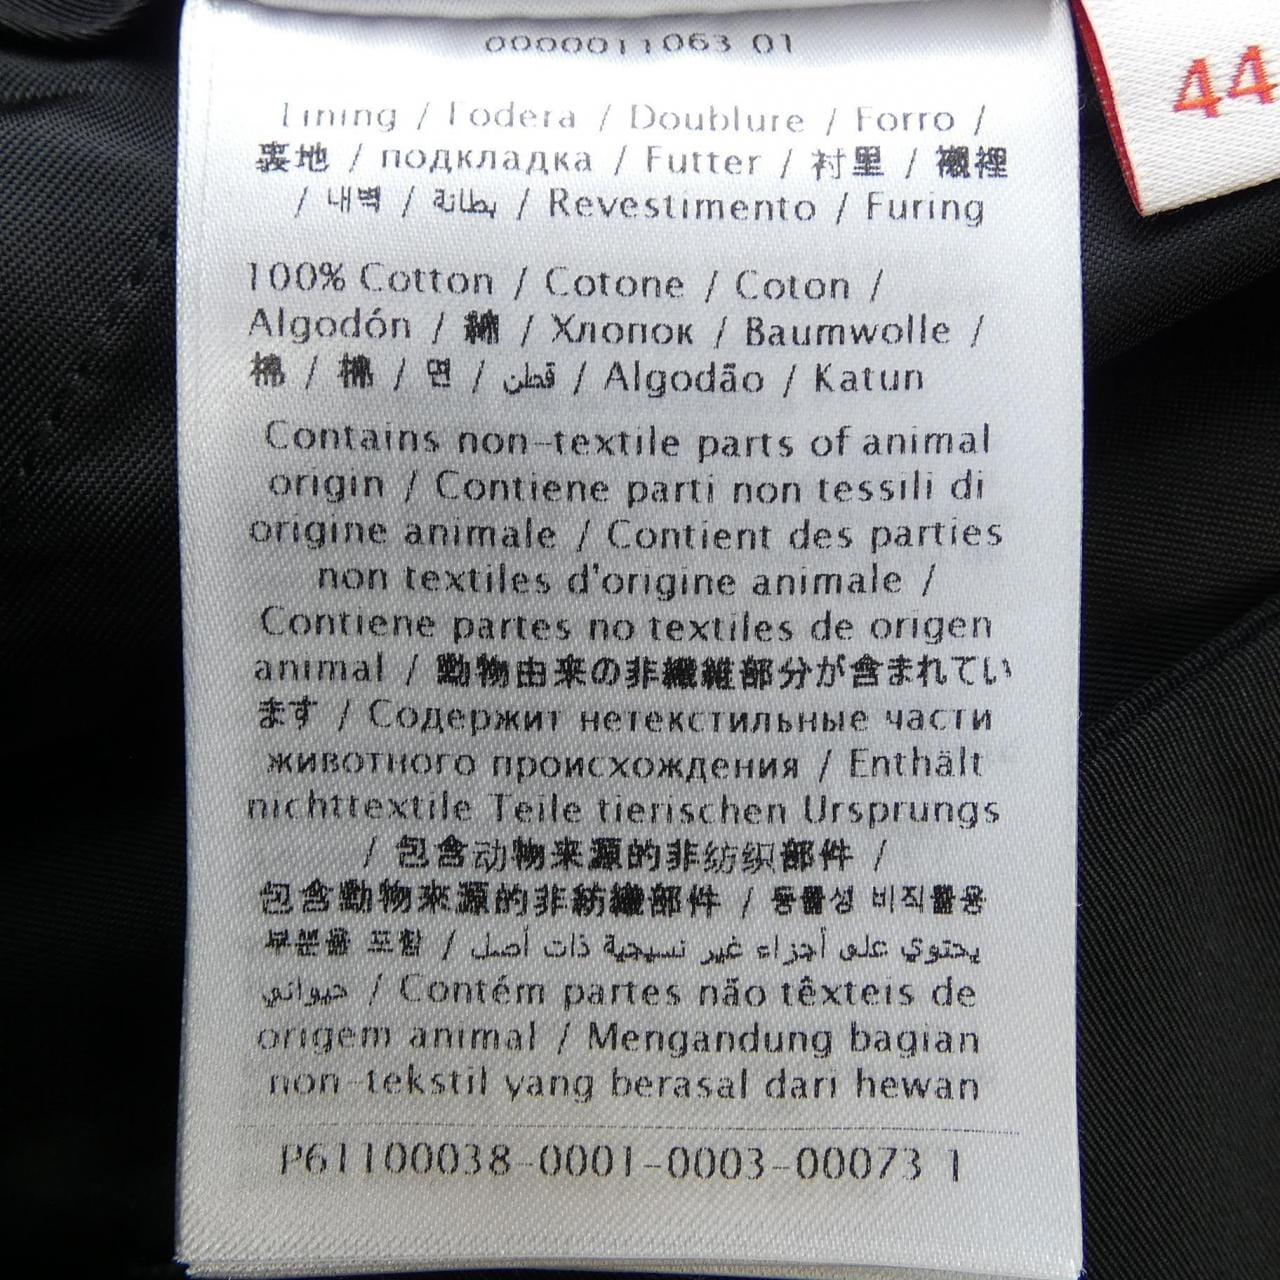 0000011063 01
44
Lining / Fodera / Doublure / Forro /
裏地 / подкладка / Futter / 衬里 / 襯裡
/ 내벽 / بطانة / Revestimento / Furing
100% Cotton / Cotone / Coton /
Algodón / 綿 / Хлопок / Baumwolle /
棉 / 棉 / 면 / قطن / Algodão / Katun
Contains non-textile parts of animal
origin / Contiene parti non tessili di
origine animale / Contient des parties
non textiles d'origine animale /
Contiene partes no textiles de origen
animal / 動物由来の非繊維部分が含まれてい
ます / Содержит нетекстильные части
животного происхождения / Enthält
nichttextile Teile tierischen Ursprungs
/ 包含动物来源的非纺织部件 /
包含動物來源的非紡織部件 / 동물성 비직물용
부분을 포함 / يحتوي على أجزاء غير نسيجية ذات أصل
حيواني / Contém partes não têxteis de
origem animal / Mengandung bagian
non-tekstil yang berasal dari hewan
P61100038-0001-0003-00073 1